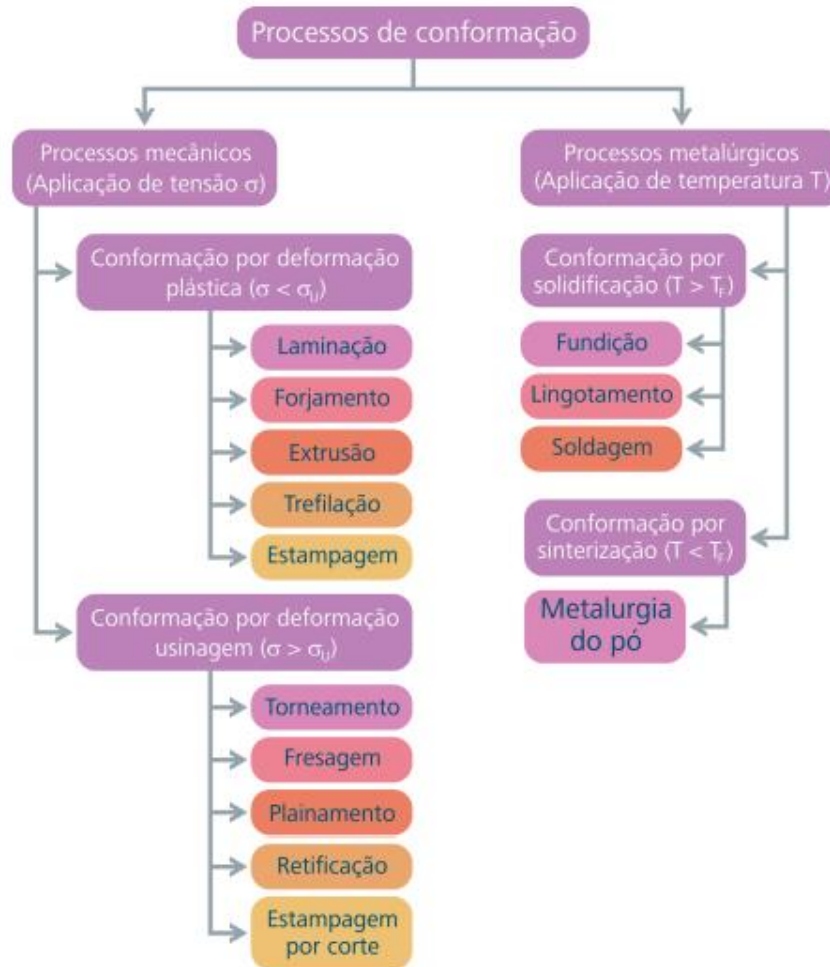 Processos de conformação
Processos mecânicos
(Aplicação de tensão σ)
Conformação por deformação
plástica (σ < σU)
Laminação
Forjamento
Extrusão
Trefilação
Estampagem
Conformação por deformação
usinagem (σ > σU)
Torneamento
Fresagem
Plainamento
Retificação
Estampagem
por corte
Processos metalúrgicos
(Aplicação de temperatura T)
Conformação por
solidificação (T > TF)
Fundição
Lingotamento
Soldagem
Conformação por
sinterização (T < TF)
Metalurgia
do pó